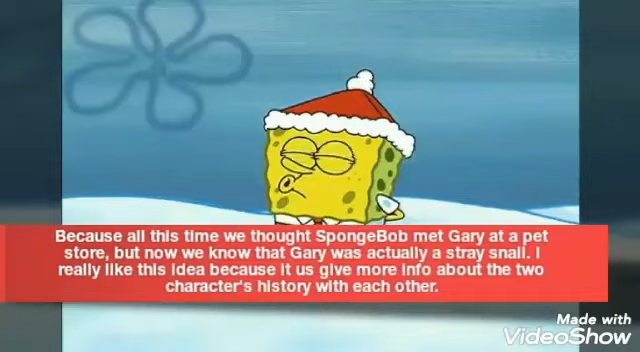 Because all this time we thought SpongeBob met Gary at a pet
store, but now we know that Gary was actually a stray snail. I
really like this idea because it us give more info about the two
character's history with each other.
Made with
VideoShow